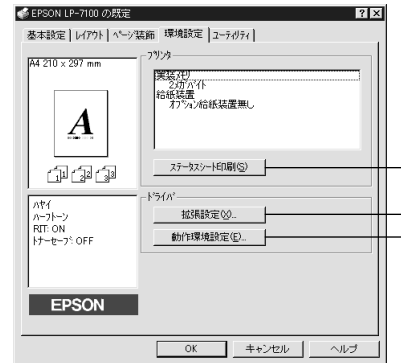 EPSON LP-7100 の既定
基本設定 レイアウト ページ装飾 環境設定 ユーティリティ
A4 210 x 297 mm
A
1 2 3
ハヤイ
ハーフトーン
RIT: ON
トナーセーブ: OFF
EPSON
プリンタ
実装メモリ
2メガバイト
給紙装置
オプション給紙装置無し
ステータスシート印刷(S)
ドライバ
拡張設定(X)...
動作環境設定(E)...
OK キャンセル ヘルプ